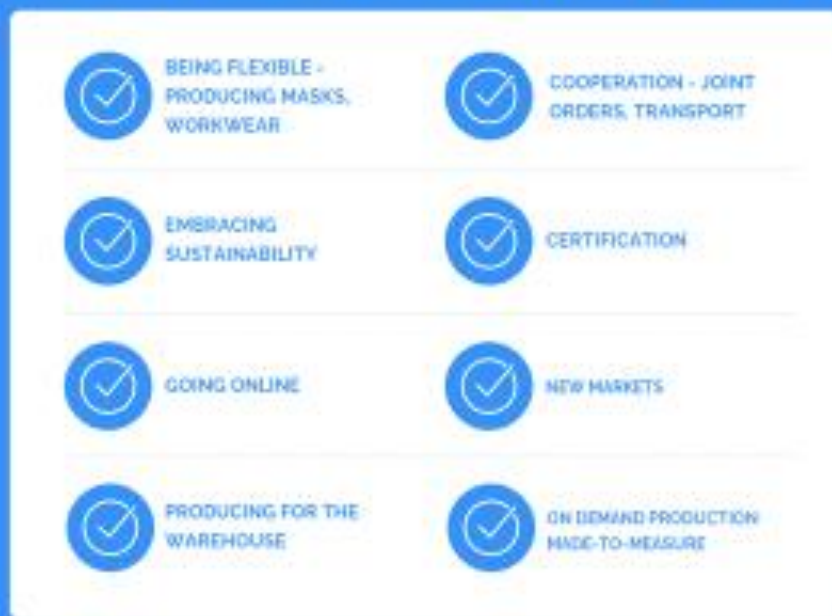 BEING FLEXIBLE -
PRODUCING MASKS,
WORKWEAR
COOPERATION - JOINT
ORDERS, TRANSPORT
EMBRACING
SUSTAINABILITY
CERTIFICATION
GOING ONLINE
NEW MARKETS
PRODUCING FOR THE
WAREHOUSE
ON DEMAND PRODUCTION
MADE-TO-MEASURE